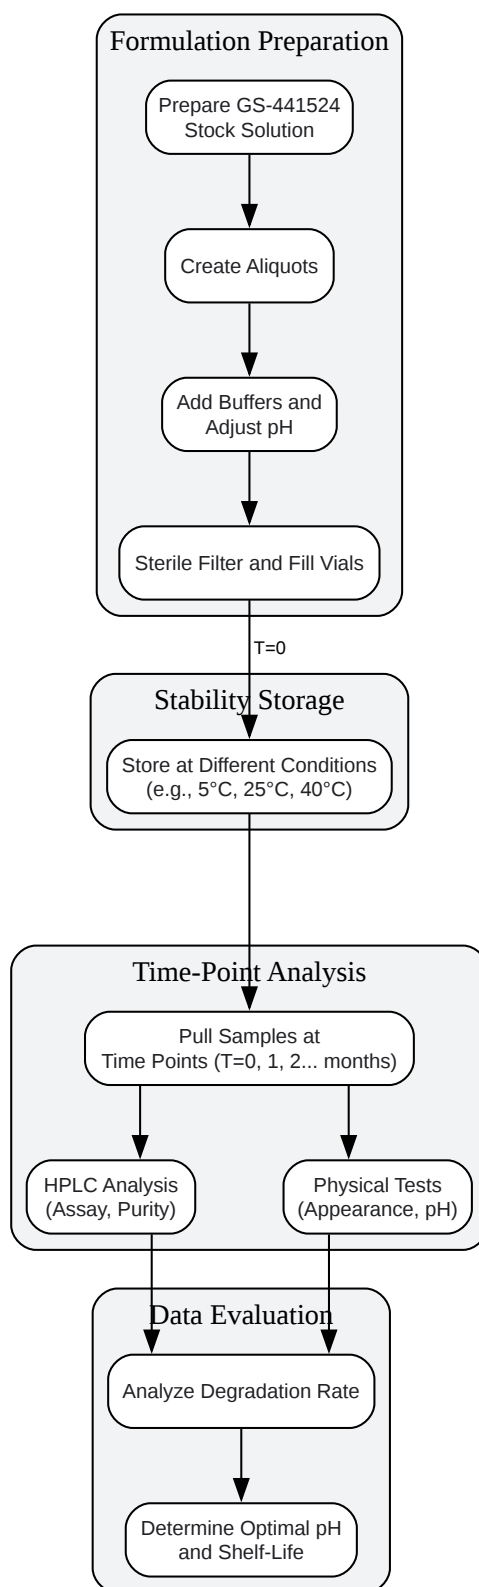 Formulation Preparation
Prepare GS-441524
Stock Solution
Create Aliquots
Add Buffers and
Adjust pH
Sterile Filter and Fill Vials
T=0
Stability Storage
Store at Different Conditions
(e.g., 5°C, 25°C, 40°C)
Time-Point Analysis
Pull Samples at
Time Points (T=0, 1, 2... months)
HPLC Analysis
(Assay, Purity)
Physical Tests
(Appearance, pH)
Data Evaluation
Analyze Degradation Rate
Determine Optimal pH
and Shelf-Life